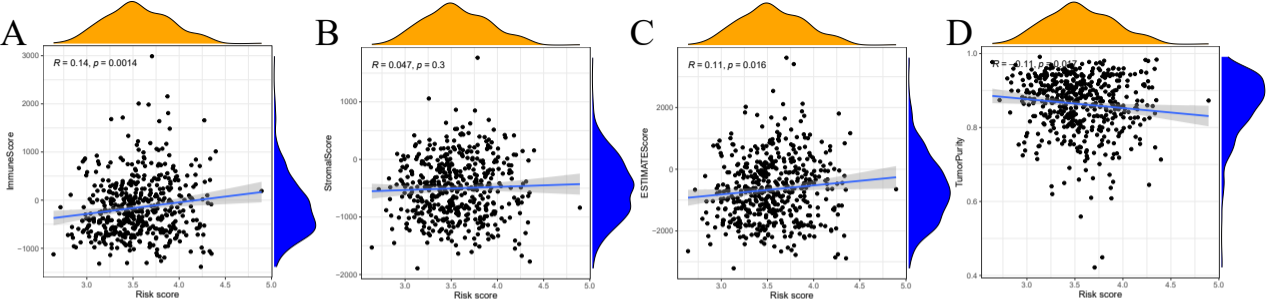 A
R = 0.14, p = 0.0014
ImmuneScore
3000
2000
1000
0
−1000
3.0 3.5 4.0 4.5 5.0
Risk score
B
R = 0.047, p = 0.3
StromalScore
1000
0
−1000
−2000
3.0 3.5 4.0 4.5 5.0
Risk score
C
R = 0.11, p = 0.016
ESTIMATEScore
2000
0
−2000
3.0 3.5 4.0 4.5 5.0
Risk score
D
R = −0.11, p = 0.017
TumorPurity
1.0
0.8
0.6
0.4
3.0 3.5 4.0 4.5 5.0
Risk score